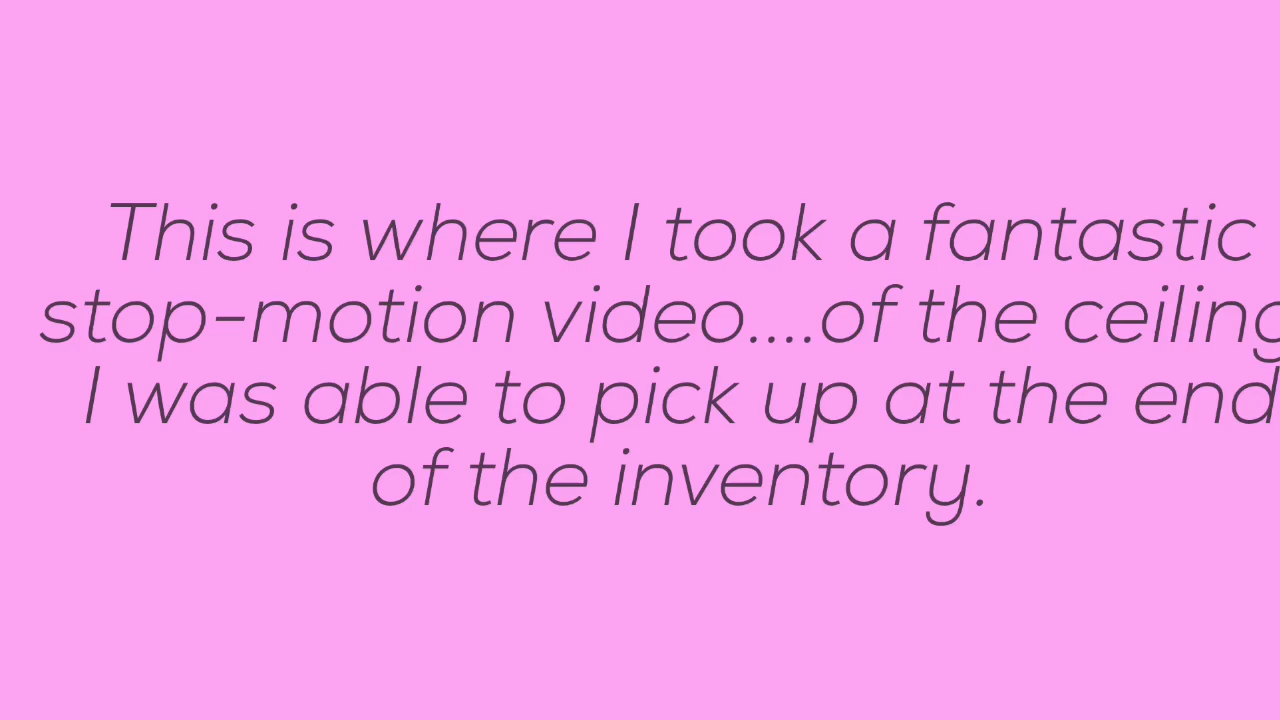 This is where I took a fantastic
stop-motion video....of the ceiling
I was able to pick up at the end
of the inventory.